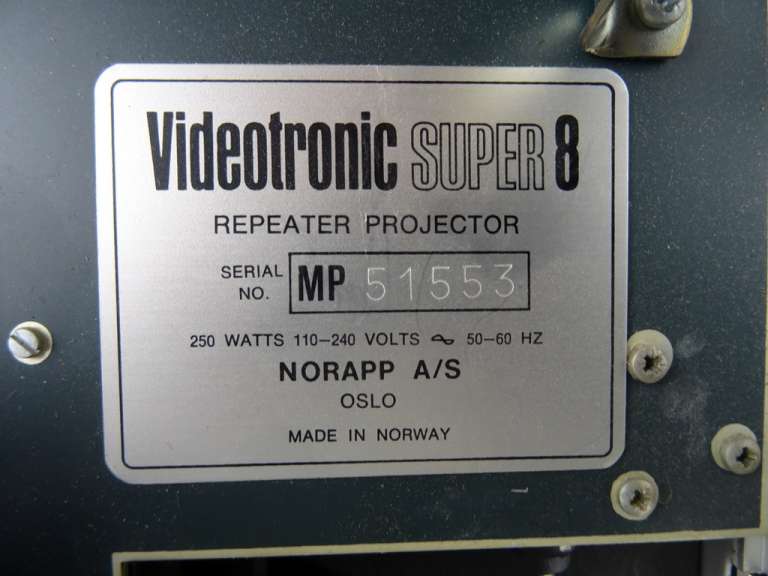 Videotronic SUPER 8
REPEATER PROJECTOR
SERIAL NO. MP 51553
250 WATTS 110–240 VOLTS ∿ 50–60 HZ
NORAPP A/S
OSLO
MADE IN NORWAY